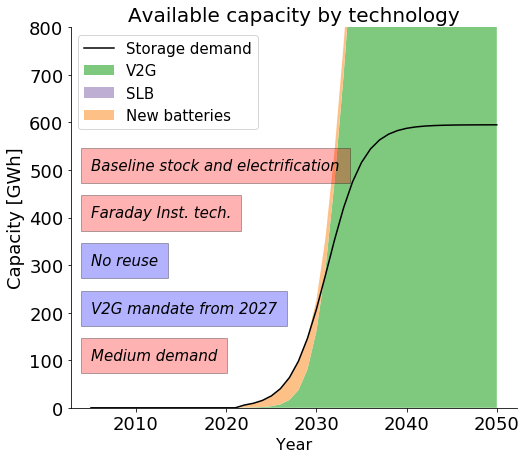 Available capacity by technology
800
700
600
500
400
300
200
100
0
Capacity [GWh]
Storage demand
V2G
SLB
New batteries
Baseline stock and electrification
Faraday Inst. tech.
No reuse
V2G mandate from 2027
Medium demand
2010
2020
2030
2040
2050
Year